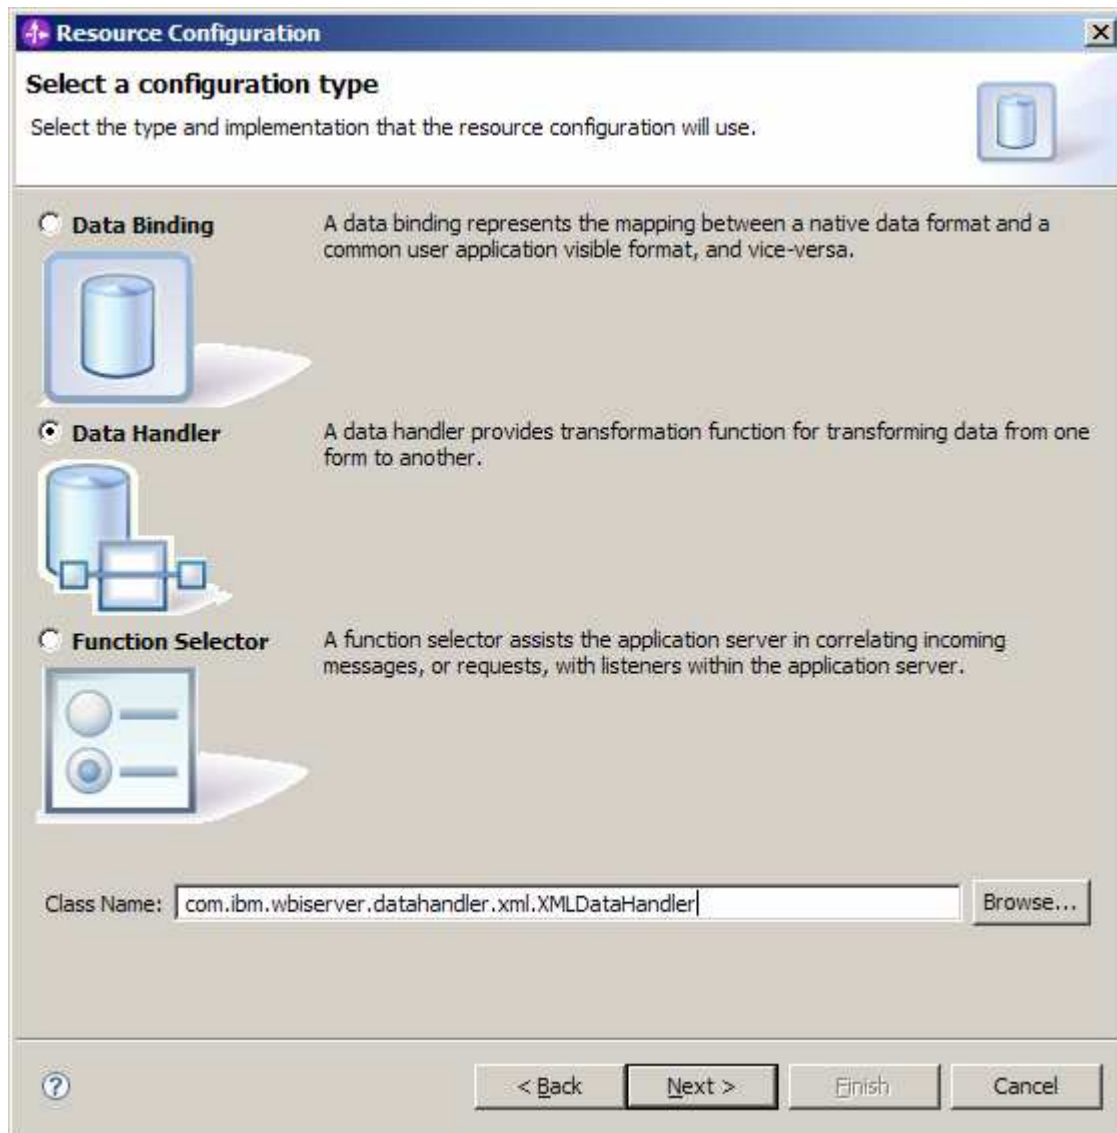 Resource Configuration
Select a configuration type
Select the type and implementation that the resource configuration will use.
Data Binding
A data binding represents the mapping between a native data format and a
common user application visible format, and vice-versa.
Data Handler
A data handler provides transformation function for transforming data from one
form to another.
Function Selector
A function selector assists the application server in correlating incoming
messages, or requests, with listeners within the application server.
Class Name: com.ibm.wbiserver.datahandler.xml.XMLDataHandler Browse...
? < Back Next > Finish Cancel